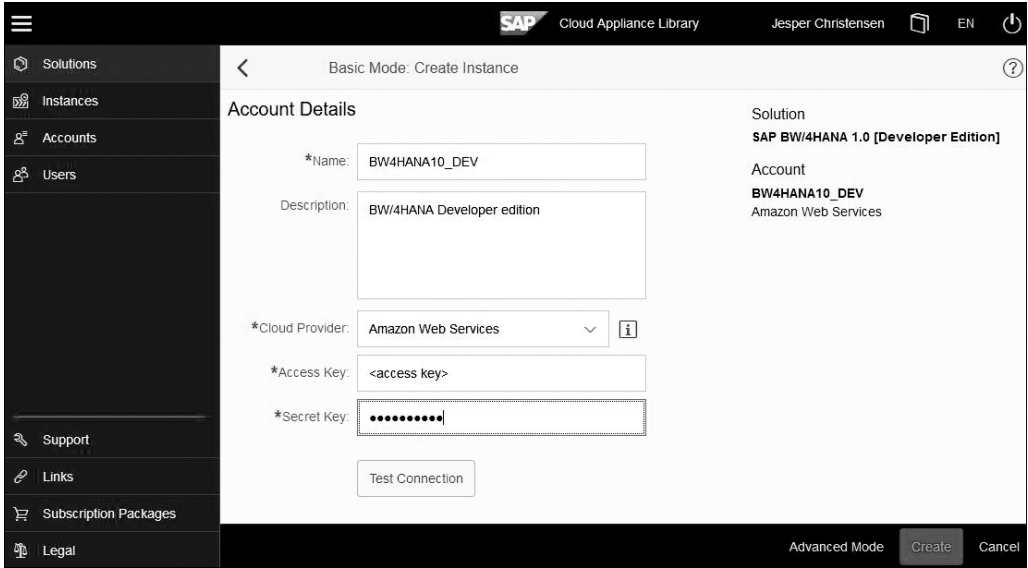 SAP Cloud Appliance Library Jesper Christensen EN
Solutions
Instances
Accounts
Users
Support
Links
Subscription Packages
Legal
Basic Mode: Create Instance
Account Details
*Name: BW4HANA10_DEV
Description: BW/4HANA Developer edition
*Cloud Provider: Amazon Web Services
*Access Key: <access key>
*Secret Key: ••••••••••
Test Connection
Solution
SAP BW/4HANA 1.0 [Developer Edition]
Account
BW4HANA10_DEV
Amazon Web Services
Advanced Mode Create Cancel